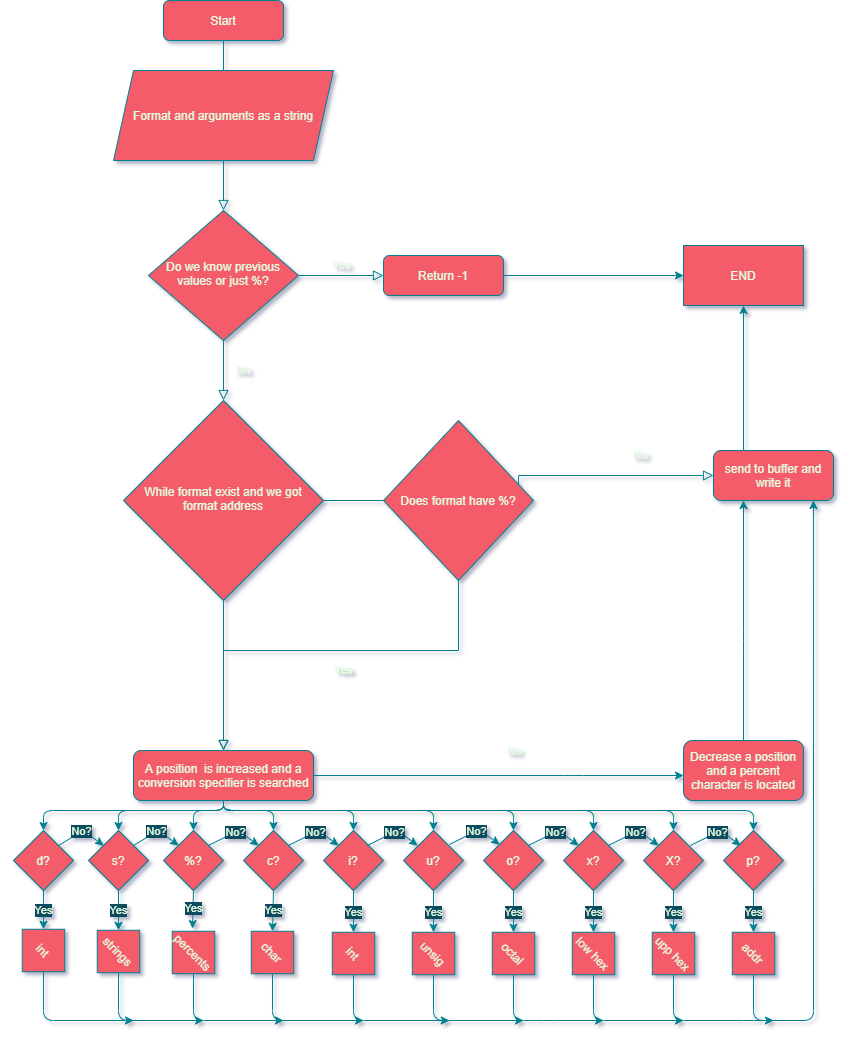 Start
Format and arguments as a string
Do we know previous
values or just %?
Yes
Return -1
END
No
While format exist and we got
format address
Does format have %?
No
send to buffer and
write it
Yes
A position is increased and a
conversion specifier is searched
No
Decrease a position
and a percent
character is located
No?
No?
No?
No?
No?
No?
No?
No?
No?
d?
s?
%?
c?
i?
u?
o?
x?
X?
p?
Yes
Yes
Yes
Yes
Yes
Yes
Yes
Yes
Yes
Yes
int
strings
percents
char
int
unsig
octal
low hex
upp hex
addr